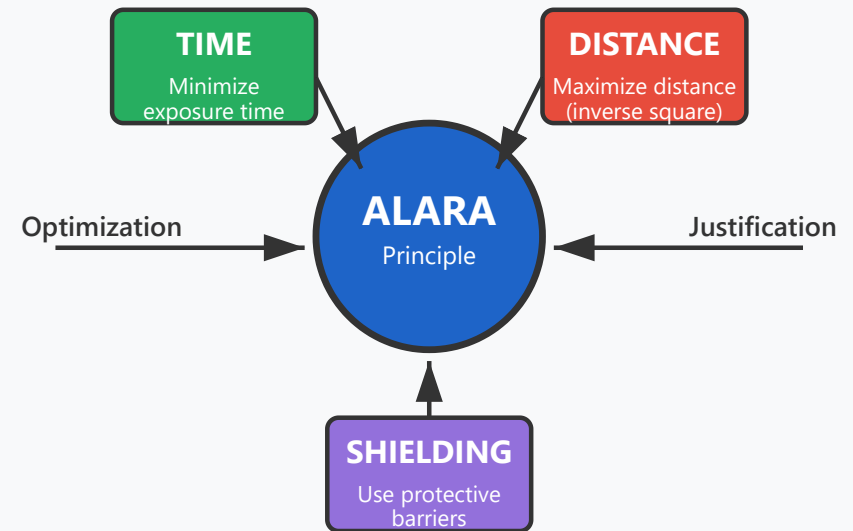 TIME
Minimize
exposure time
DISTANCE
Maximize distance
(inverse square)
Optimization
ALARA
Principle
Justification
SHIELDING
Use protective
barriers